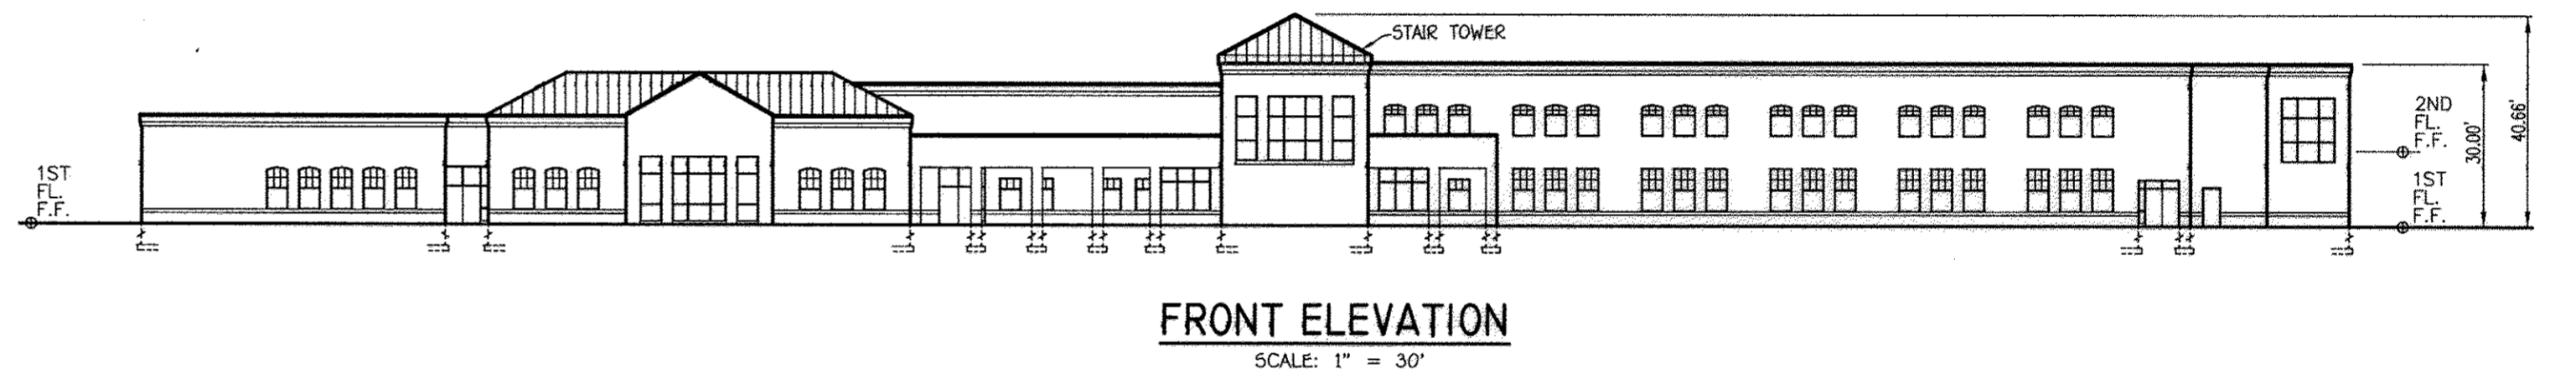 STAIR TOWER
1ST
FL.
F.F.
2ND
FL.
F.F.
1ST
FL.
F.F.
30.00'
40.66'
FRONT ELEVATION
SCALE: 1" = 30'